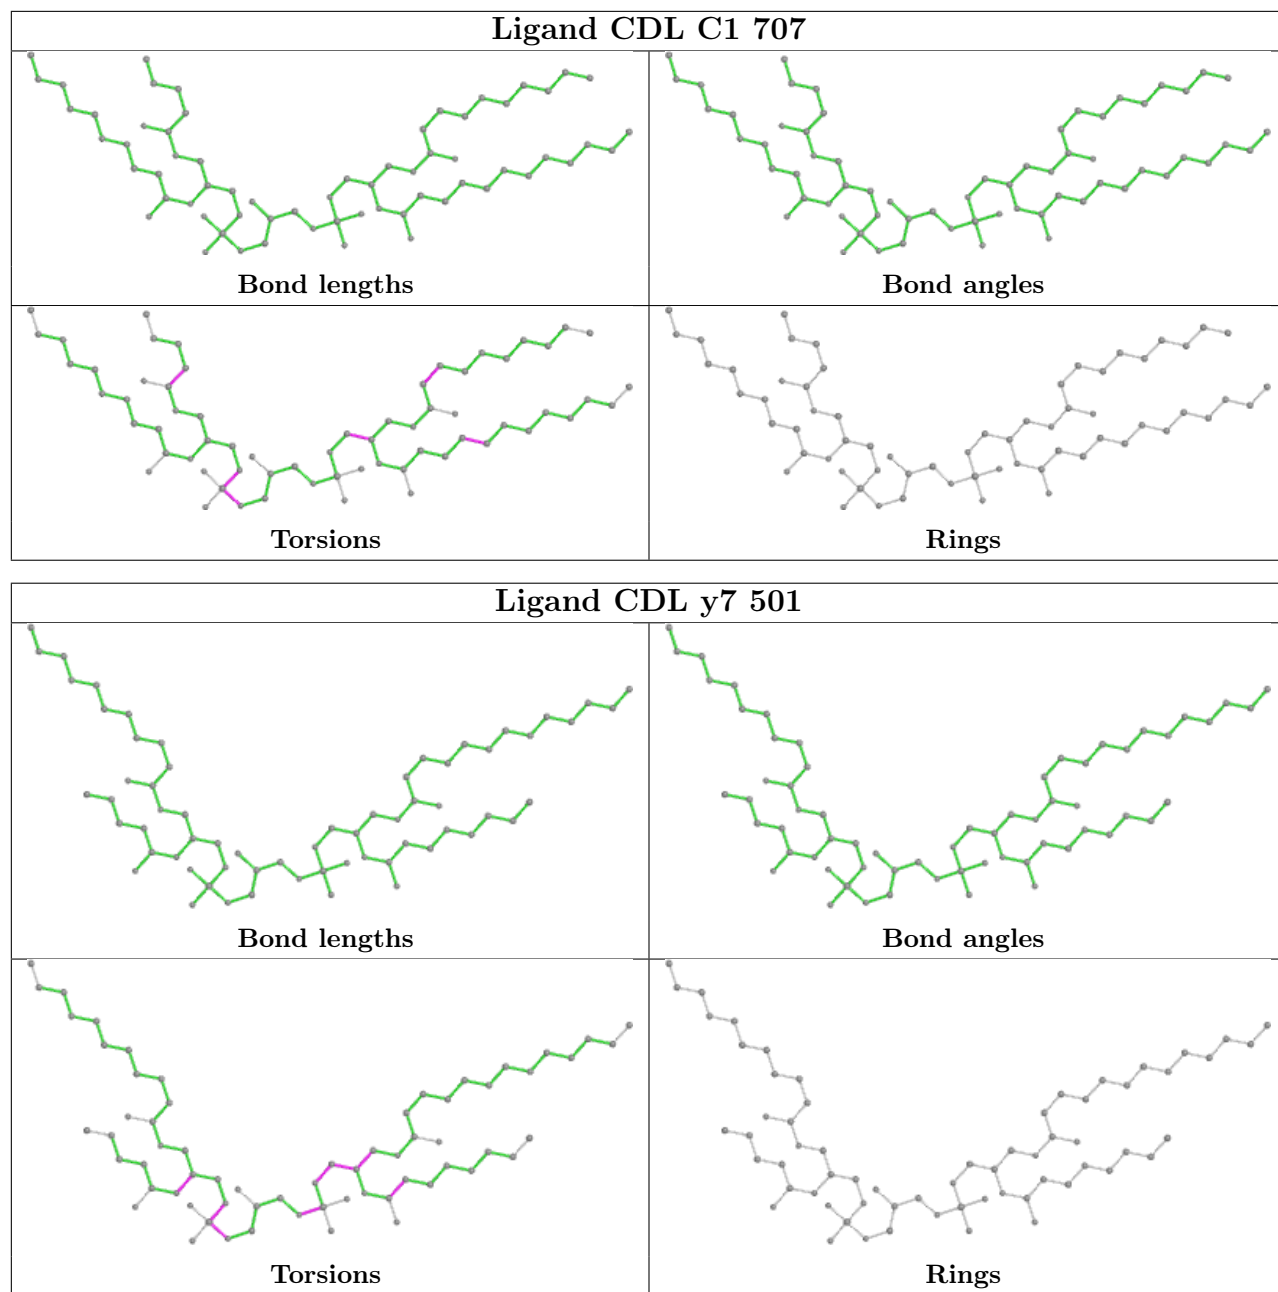 Ligand CDL C1 707
Bond lengths
Bond angles
Torsions
Rings
Ligand CDL y7 501
Bond lengths
Bond angles
Torsions
Rings